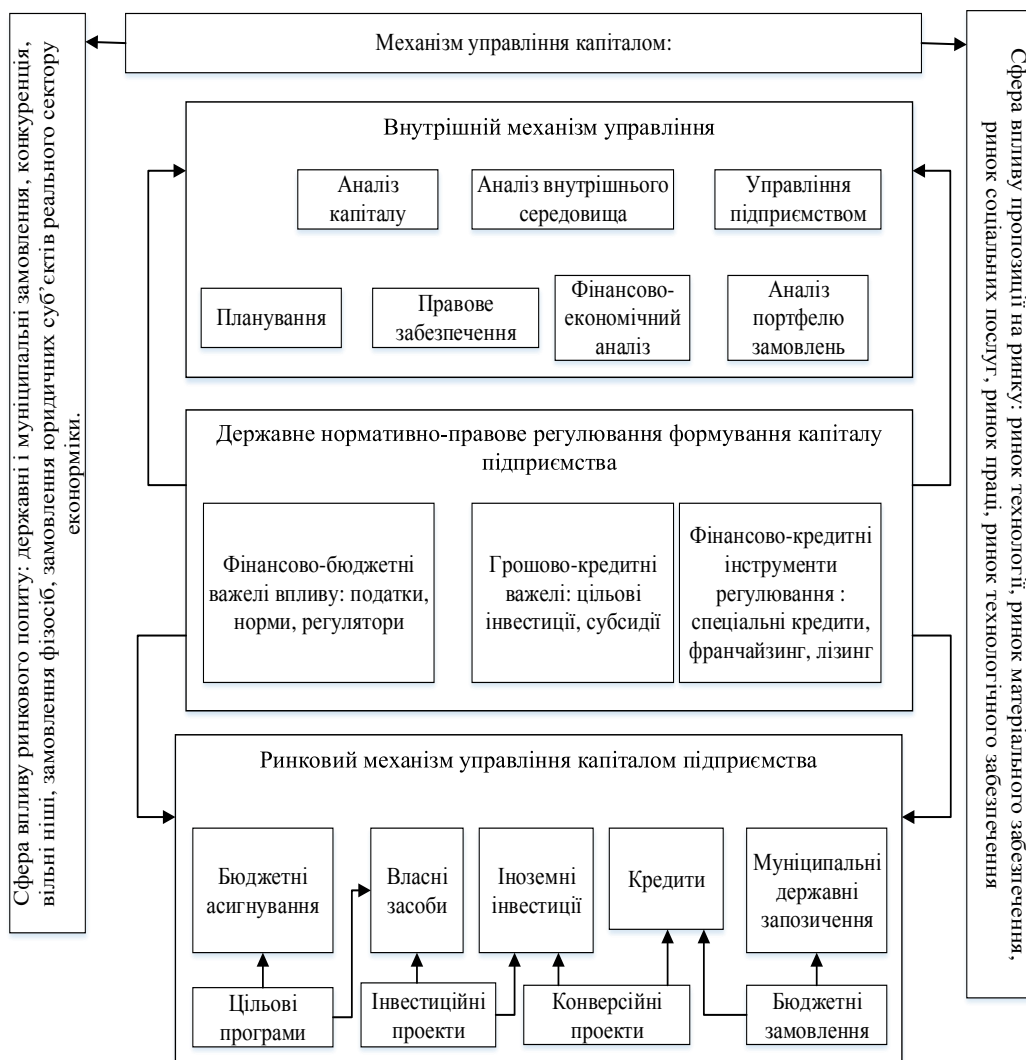 Механізм управління капіталом:
Сфера впливу ринкового попиту: державні і муніципальні замовлення, конкуренція,
вільні ніші, замовлення фізосіб, замовлення юридичних суб’єктів реального сектору
еконорміки.
Внутрішній механізм управління
Аналіз
капіталу
Аналіз внутрішнього
середовища
Управління
підприємством
Планування
Правове
забезпечення
Фінансово-
економічний
аналіз
Аналіз
портфелю
замовлень
Державне нормативно-правове регулювання формування капіталу
підприємства
Фінансово-бюджетні
важелі впливу: податки,
норми, регулятори
Грошово-кредитні
важелі: цільові
інвестиції, субсидії
Фінансово-кредитні
інструменти
регулювання :
спеціальні кредити,
франчайзинг, лізинг
Ринковий механізм управління капіталом підприємства
Бюджетні
асигнування
Власні
засоби
Іноземні
інвестиції
Кредити
Муніципальні
державні
запозичення
Цільові
програми
Інвестиційні
проекти
Конверсійні
проекти
Бюджетні
замовлення
Сфера впливу пропозиції на ринку: ринок технології, ринок матеріального забезпечення,
ринок соціальних послуг, ринок праці, ринок технологічного забезпечення